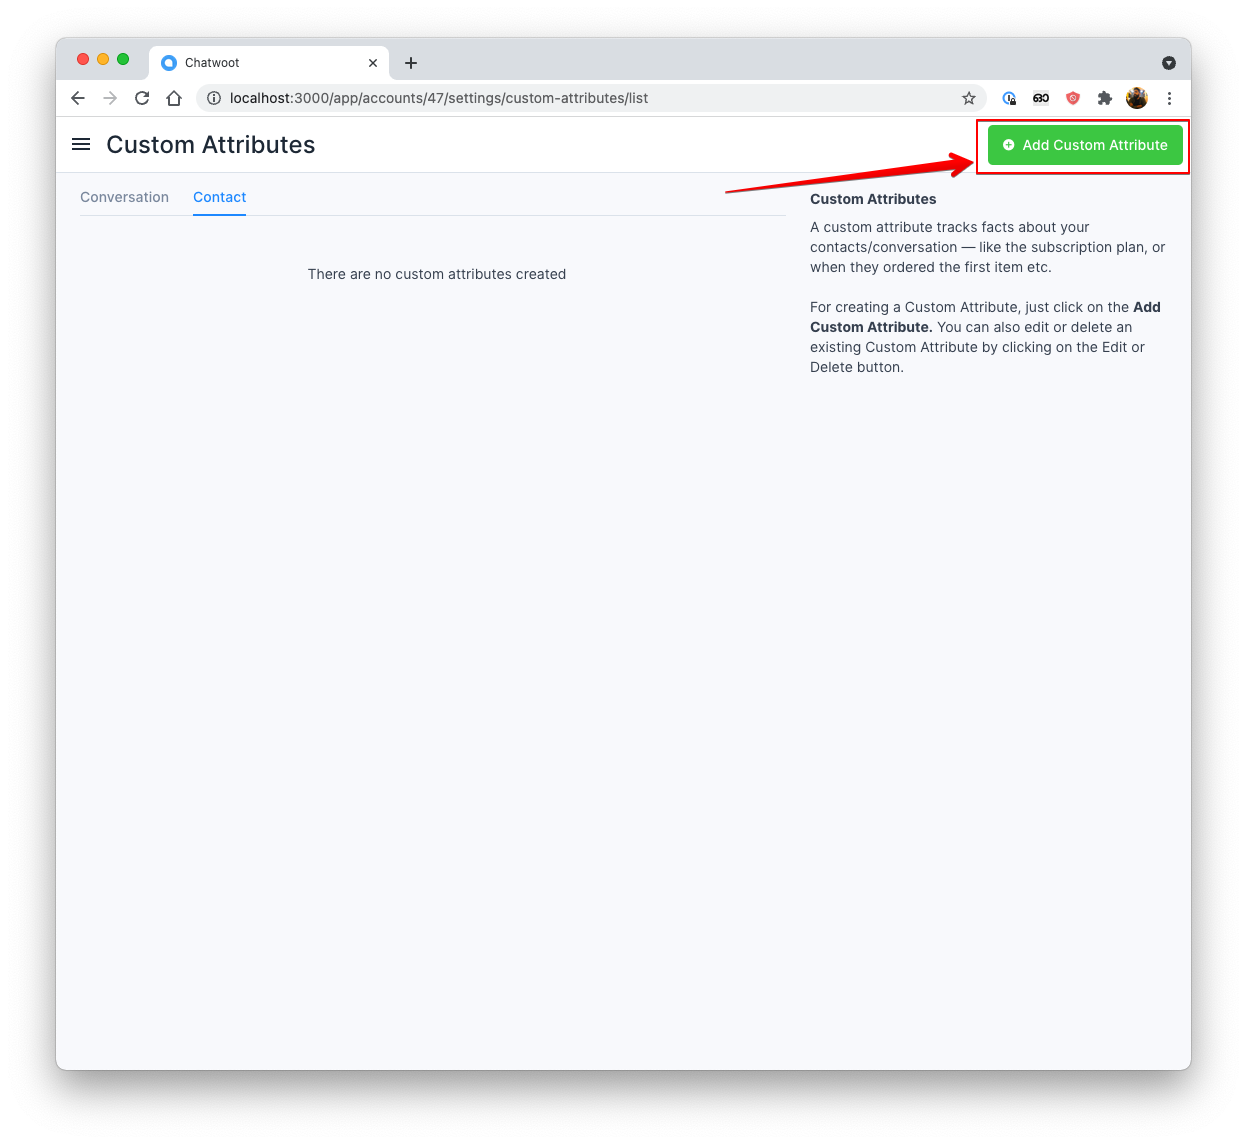 Chatwoot
localhost:3000/app/accounts/47/settings/custom-attributes/list
Custom Attributes
Add Custom Attribute
Conversation
Contact
There are no custom attributes created
Custom Attributes
A custom attribute tracks facts about your
contacts/conversation — like the subscription plan, or
when they ordered the first item etc.
For creating a Custom Attribute, just click on the Add
Custom Attribute. You can also edit or delete an
existing Custom Attribute by clicking on the Edit or
Delete button.